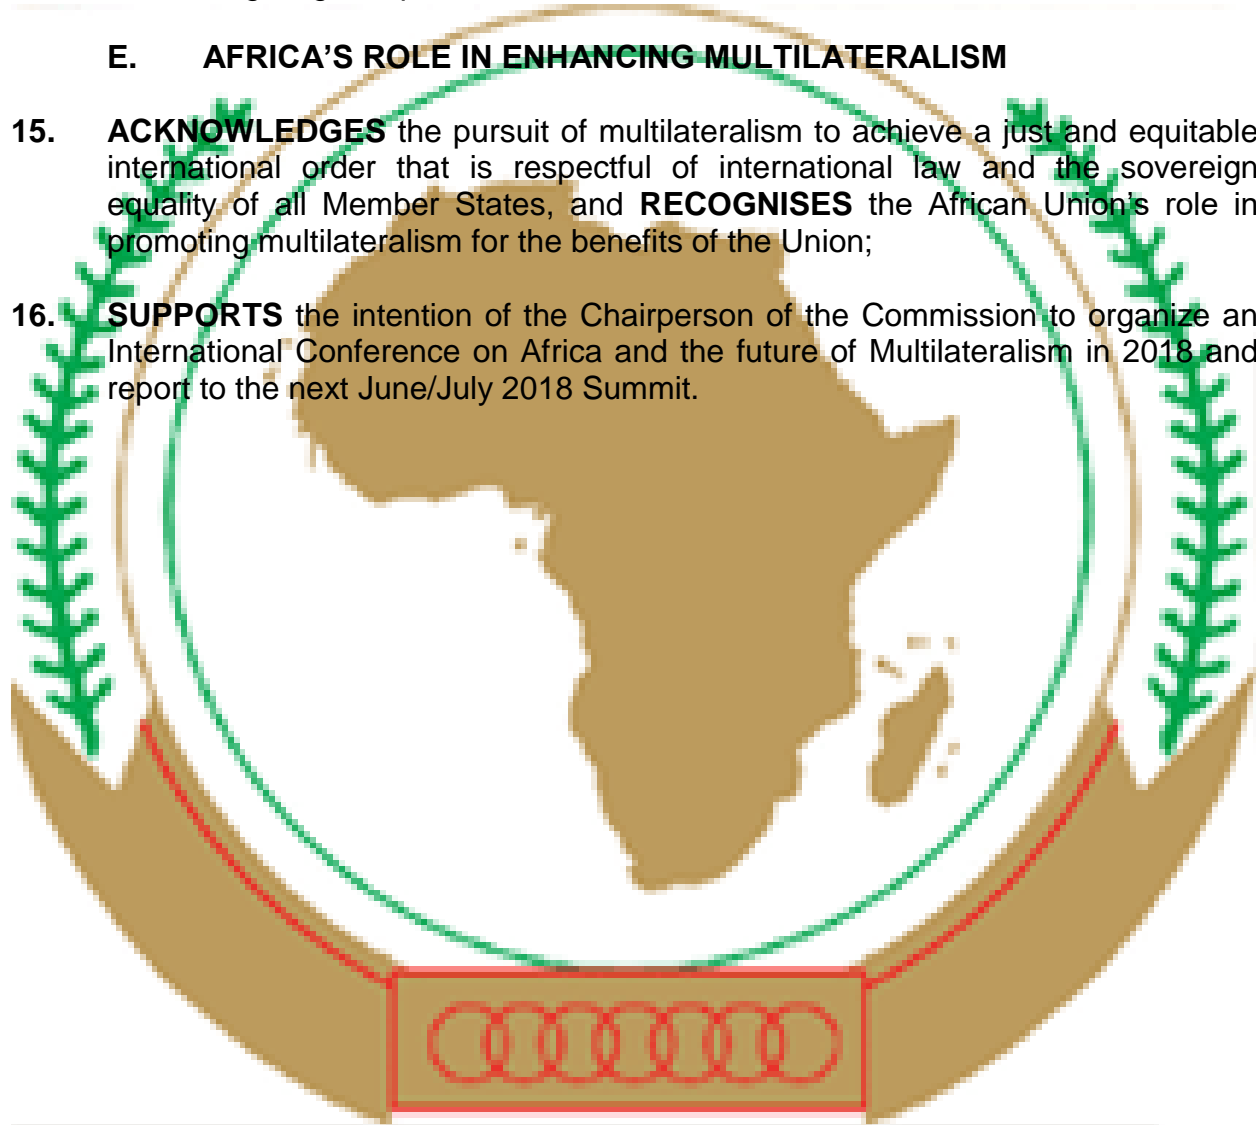 E. AFRICA’S ROLE IN ENHANCING MULTILATERALISM
15. ACKNOWLEDGES the pursuit of multilateralism to achieve a just and equitable
international order that is respectful of international law and the sovereign
equality of all Member States, and RECOGNISES the African Union’s role in
promoting multilateralism for the benefits of the Union;
16. SUPPORTS the intention of the Chairperson of the Commission to organize an
International Conference on Africa and the future of Multilateralism in 2018 and
report to the next June/July 2018 Summit.